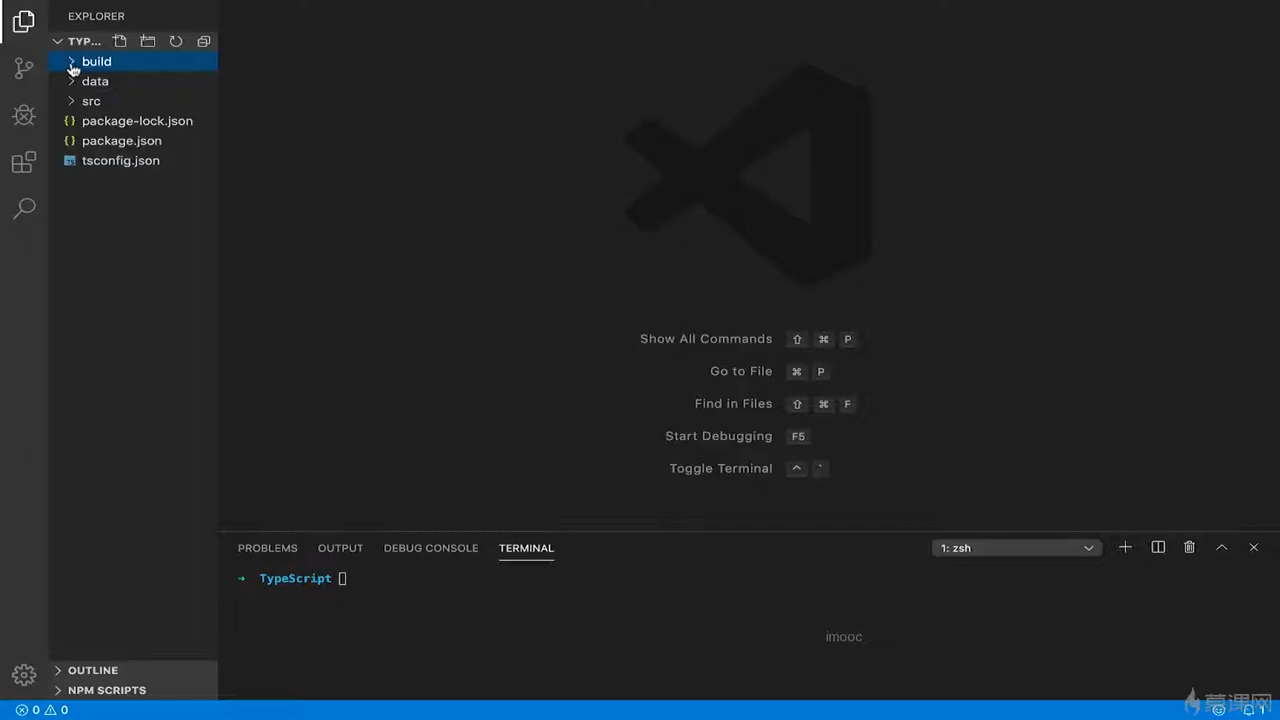 EXPLORER
TYP...
build
data
src
{} package-lock.json
{} package.json
TS tsconfig.json
OUTLINE
NPM SCRIPTS
Show All Commands ⇧ ⌘ P
Go to File ⌘ P
Find in Files ⇧ ⌘ F
Start Debugging F5
Toggle Terminal ^ `
PROBLEMS OUTPUT DEBUG CONSOLE TERMINAL
1: zsh
→ TypeScript
imooc
慕课网
0 0
1